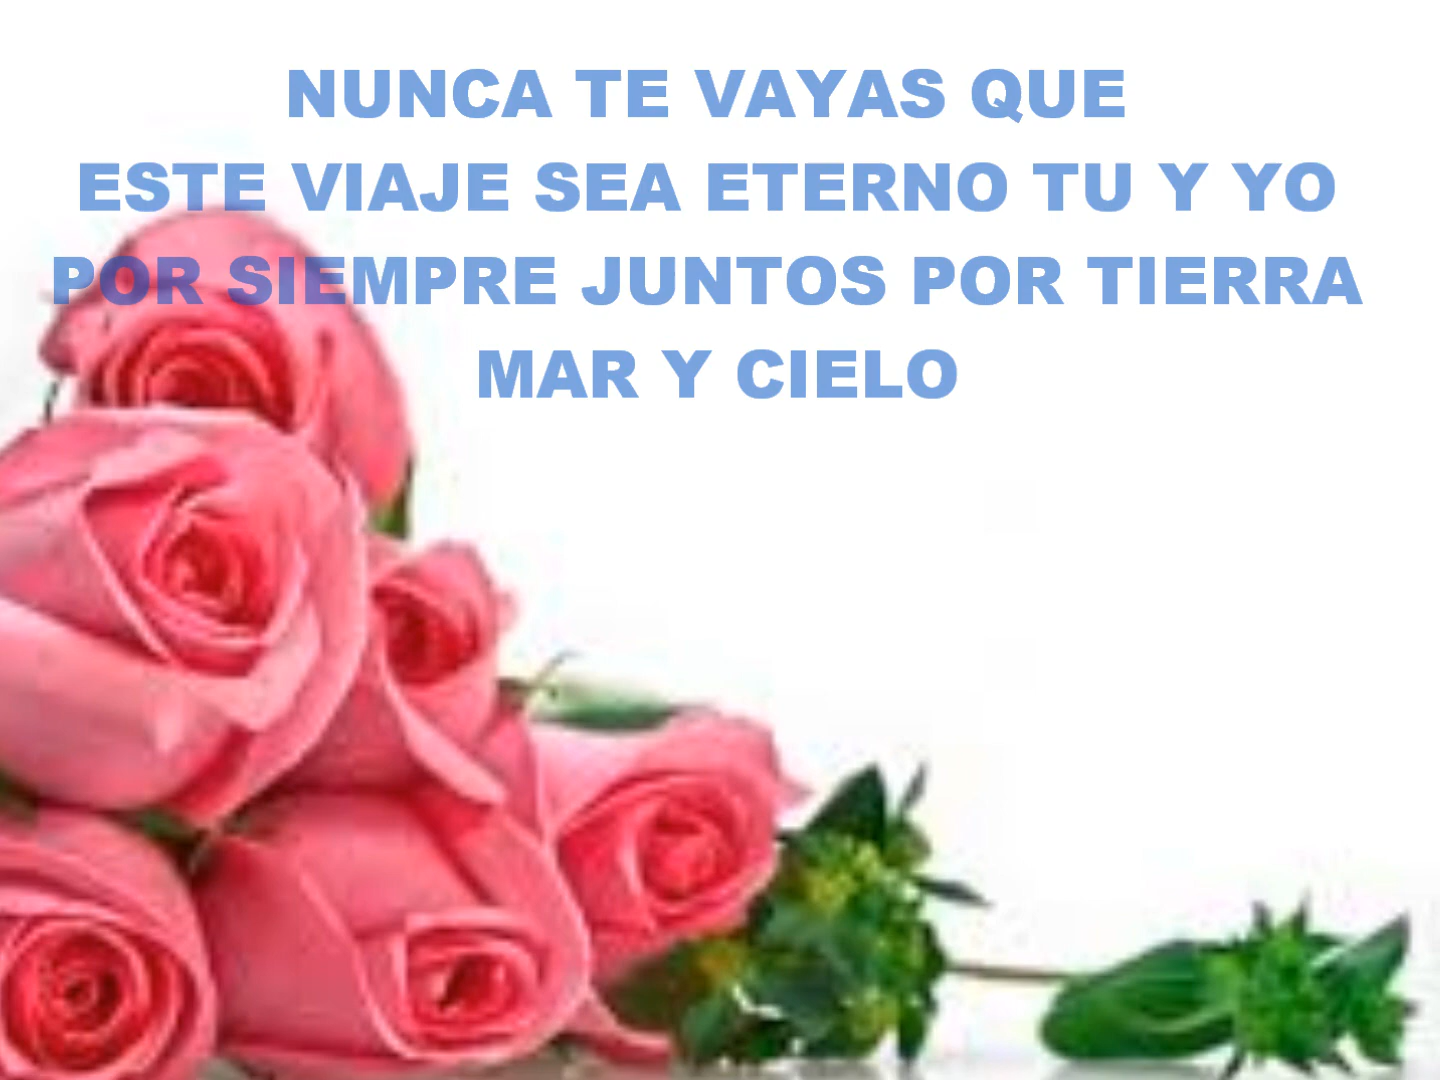 NUNCA TE VAYAS QUE
ESTE VIAJE SEA ETERNO TU Y YO
POR SIEMPRE JUNTOS POR TIERRA
MAR Y CIELO